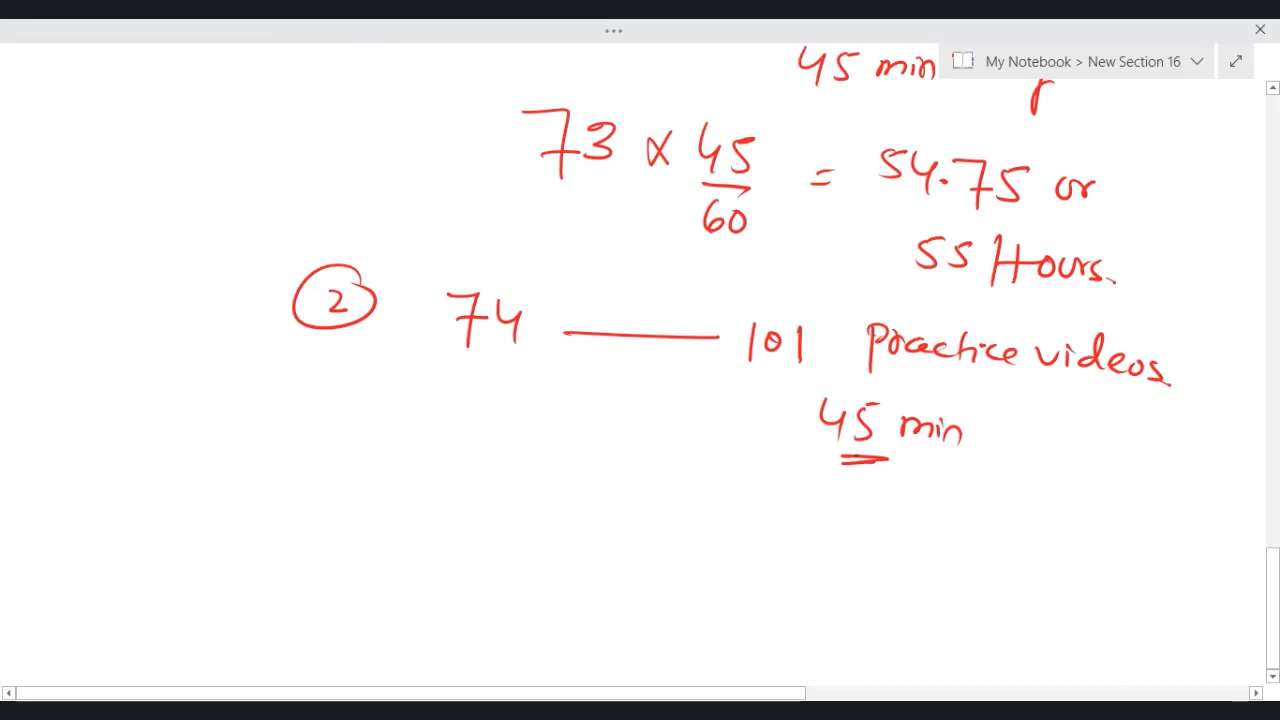 •••
My Notebook > New Section 16
45 min
73 × 45/60 = 54.75 or
55 Hours.
2 74 — 101 Practice videos.
45 min